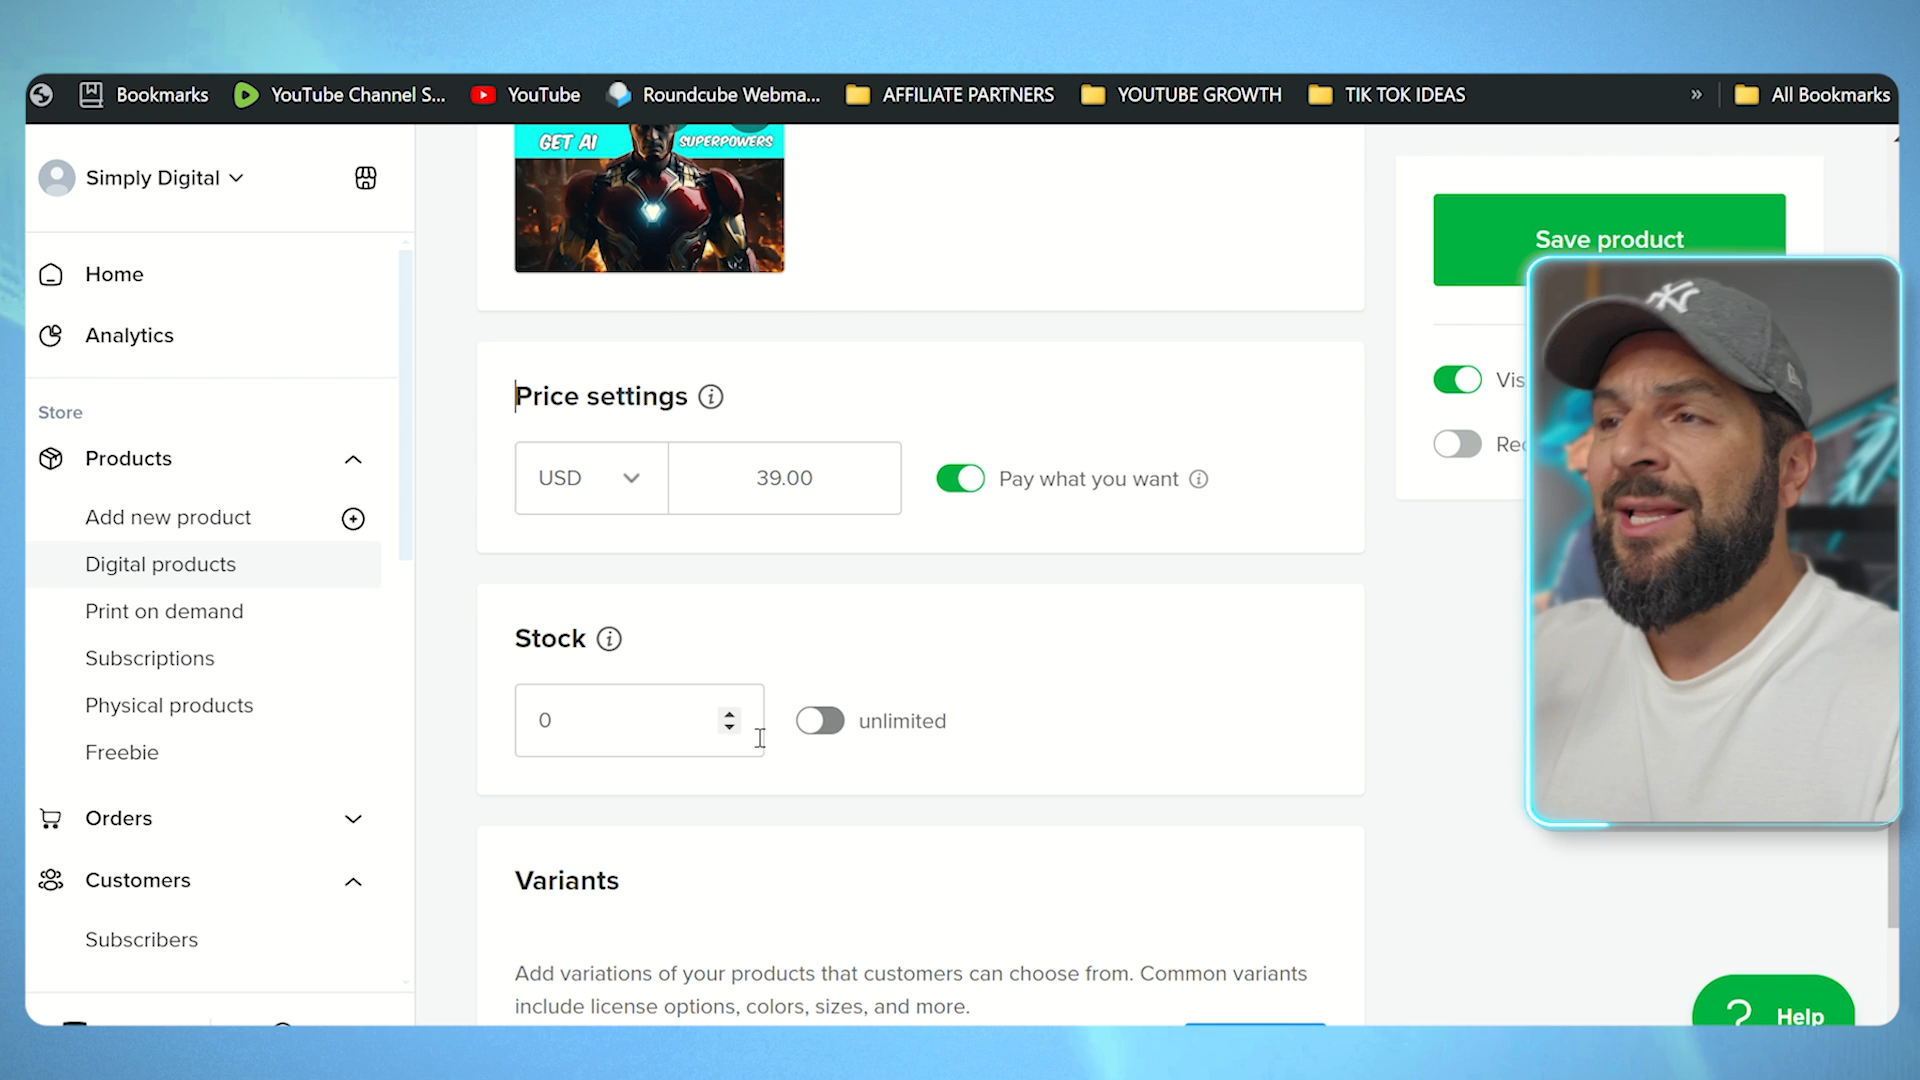 Bookmarks
YouTube Channel S...
YouTube
Roundcube Webma...
AFFILIATE PARTNERS
YOUTUBE GROWTH
TIK TOK IDEAS
»
All Bookmarks
Simply Digital
Home
Analytics
Store
Products
Add new product
Digital products
Print on demand
Subscriptions
Physical products
Freebie
Orders
Customers
Subscribers
GET AI
SUPERPOWERS
Price settings
USD
39.00
Pay what you want
Stock
0
unlimited
Variants
Add variations of your products that customers can choose from. Common variants
include license options, colors, sizes, and more.
Save product
Vis
Rec
NY
? Help